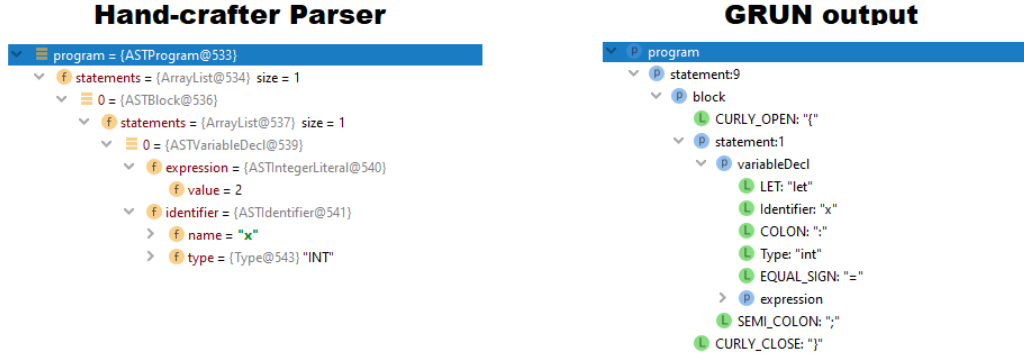 Hand-crafter Parser
program = {ASTProgram@533}
statements = {ArrayList@534} size = 1
0 = {ASTBlock@536}
statements = {ArrayList@537} size = 1
0 = {ASTVariableDecl@539}
expression = {ASTIntegerLiteral@540}
value = 2
identifier = {ASTIdentifier@541}
name = "x"
type = {Type@543} "INT"
GRUN output
program
statement:9
block
CURLY_OPEN: "{"
statement:1
variableDecl
LET: "let"
Identifier: "x"
COLON: ":"
Type: "int"
EQUAL_SIGN: "="
expression
SEMI_COLON: ";"
CURLY_CLOSE: "}"